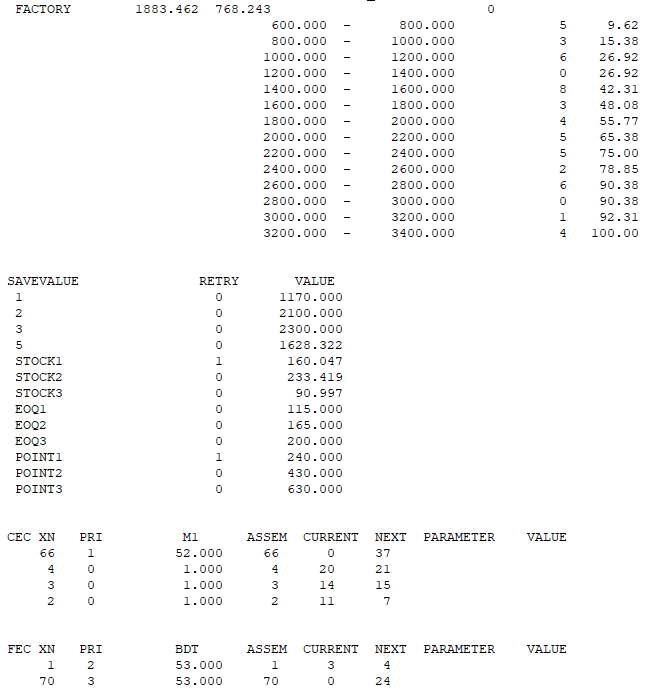 FACTORY 1883.462 768.243 0
600.000 - 800.000 5 9.62
800.000 - 1000.000 3 15.38
1000.000 - 1200.000 6 26.92
1200.000 - 1400.000 0 26.92
1400.000 - 1600.000 8 42.31
1600.000 - 1800.000 3 48.08
1800.000 - 2000.000 4 55.77
2000.000 - 2200.000 5 65.38
2200.000 - 2400.000 5 75.00
2400.000 - 2600.000 2 78.85
2600.000 - 2800.000 6 90.38
2800.000 - 3000.000 0 90.38
3000.000 - 3200.000 1 92.31
3200.000 - 3400.000 4 100.00
SAVEVALUE RETRY VALUE
1 0 1170.000
2 0 2100.000
3 0 2300.000
5 0 1628.322
STOCK1 1 160.047
STOCK2 0 233.419
STOCK3 0 90.997
EOQ1 0 115.000
EOQ2 0 165.000
EOQ3 0 200.000
POINT1 1 240.000
POINT2 0 430.000
POINT3 0 630.000
CEC XN PRI M1 ASSEM CURRENT NEXT PARAMETER VALUE
66 1 52.000 66 0 37
4 0 1.000 4 20 21
3 0 1.000 3 14 15
2 0 1.000 2 11 7
FEC XN PRI BDT ASSEM CURRENT NEXT PARAMETER VALUE
1 2 53.000 1 3 4
70 3 53.000 70 0 24